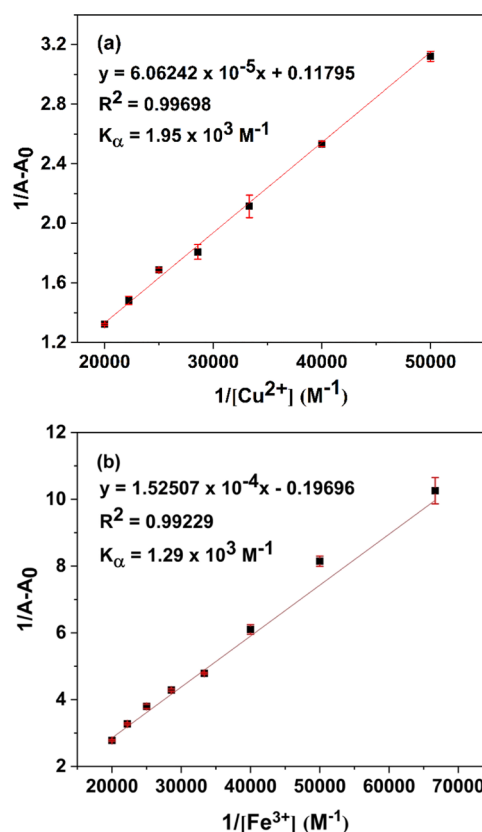 (a)
y = 6.06242 x 10⁻⁵x + 0.11795
R² = 0.99698
Kα = 1.95 x 10³ M⁻¹
3.2
2.6
2.0
1.6
1.2
1/A-A₀
20000 30000 40000 50000
1/[Cu²⁺] (M⁻¹)
(b)
y = 1.52507 x 10⁻⁴x - 0.19696
R² = 0.99229
Kα = 1.29 x 10³ M⁻¹
12
10
8
6
4
2
1/A-A₀
20000 30000 40000 50000 60000 70000
1/[Fe³⁺] (M⁻¹)